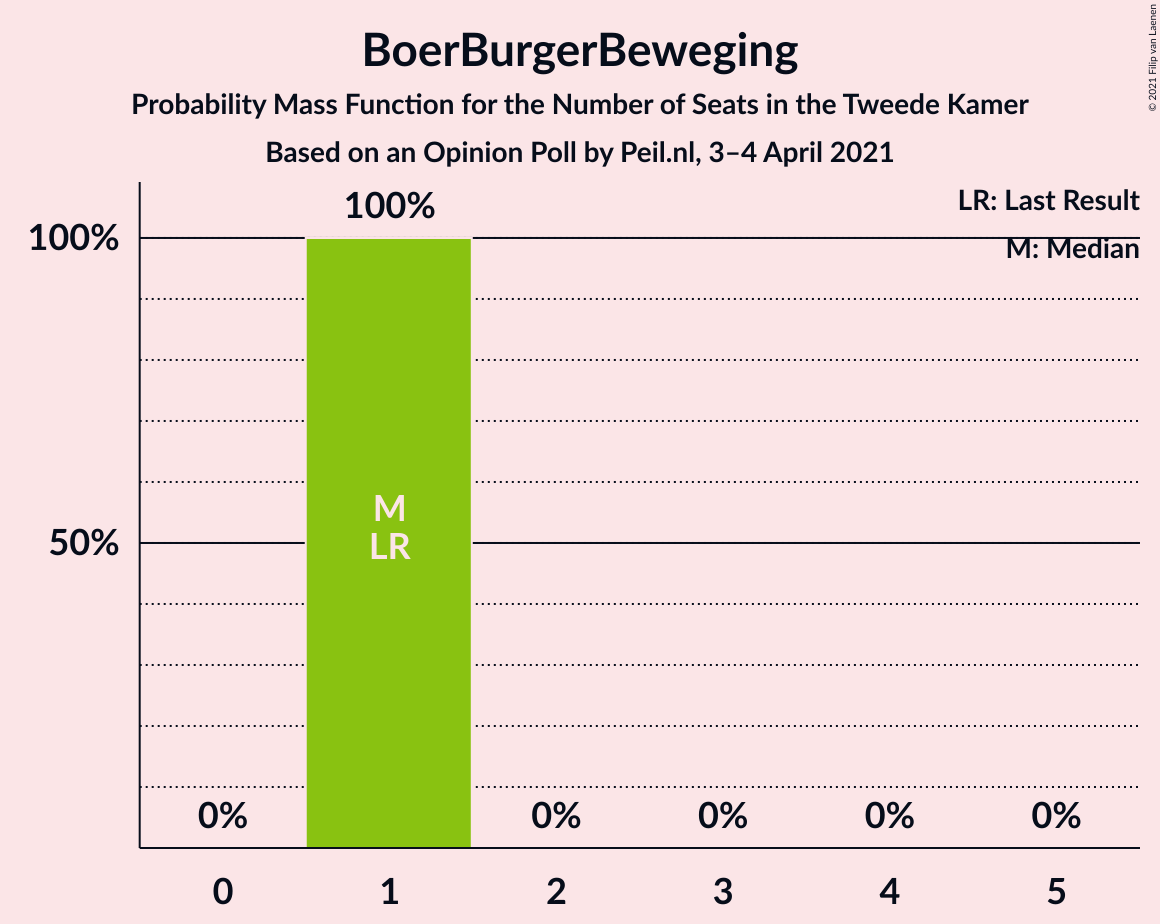 BoerBurgerBeweging
Probability Mass Function for the Number of Seats in the Tweede Kamer
Based on an Opinion Poll by Peil.nl, 3–4 April 2021
© 2021 Filip van Laenen
LR: Last Result
M: Median
100%
100%
50%
M
LR
0%
0%
0%
0%
0%
0
1
2
3
4
5